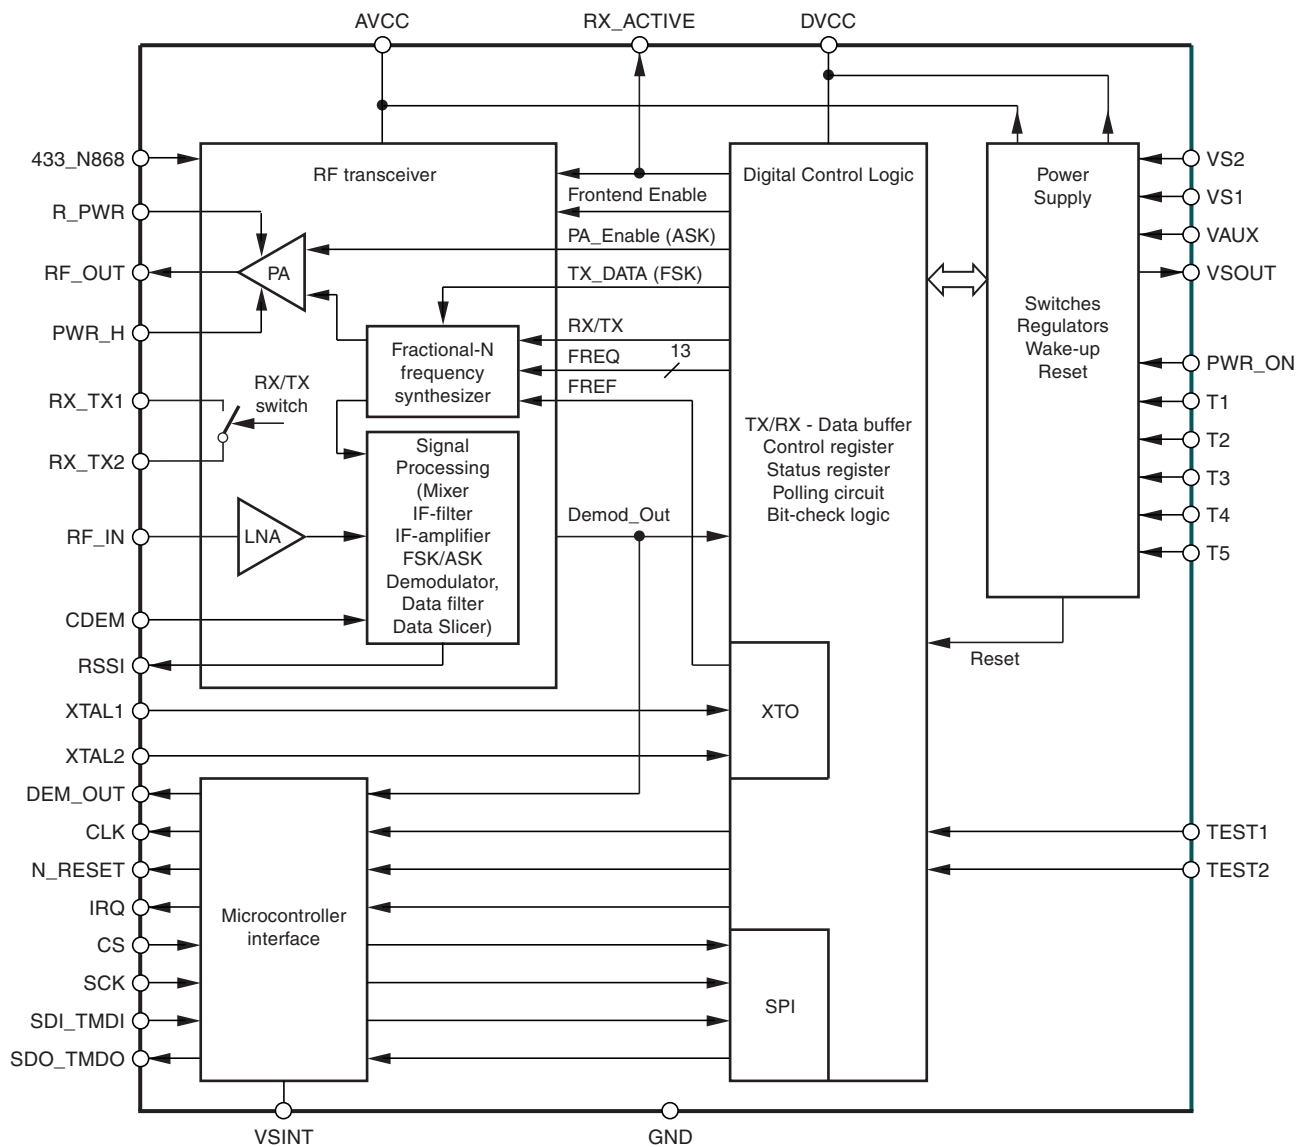 AVCC
RX_ACTIVE
DVCC
433_N868
R_PWR
RF_OUT
PWR_H
RX_TX1
RX_TX2
RF_IN
CDEM
RSSI
XTAL1
XTAL2
DEM_OUT
CLK
N_RESET
IRQ
CS
SCK
SDI_TMDI
SDO_TMDO
RF transceiver
PA
RX/TX
switch
LNA
Fractional-N
frequency
synthesizer
Signal
Processing
(Mixer
IF-filter
IF-amplifier
FSK/ASK
Demodulator,
Data filter
Data Slicer)
Frontend Enable
PA_Enable (ASK)
TX_DATA (FSK)
RX/TX
FREQ
13
FREF
Demod_Out
Digital Control Logic
TX/RX - Data buffer
Control register
Status register
Polling circuit
Bit-check logic
XTO
SPI
Microcontroller
interface
Power
Supply
Switches
Regulators
Wake-up
Reset
Reset
VS2
VS1
VAUX
VSOUT
PWR_ON
T1
T2
T3
T4
T5
TEST1
TEST2
VSINT
GND